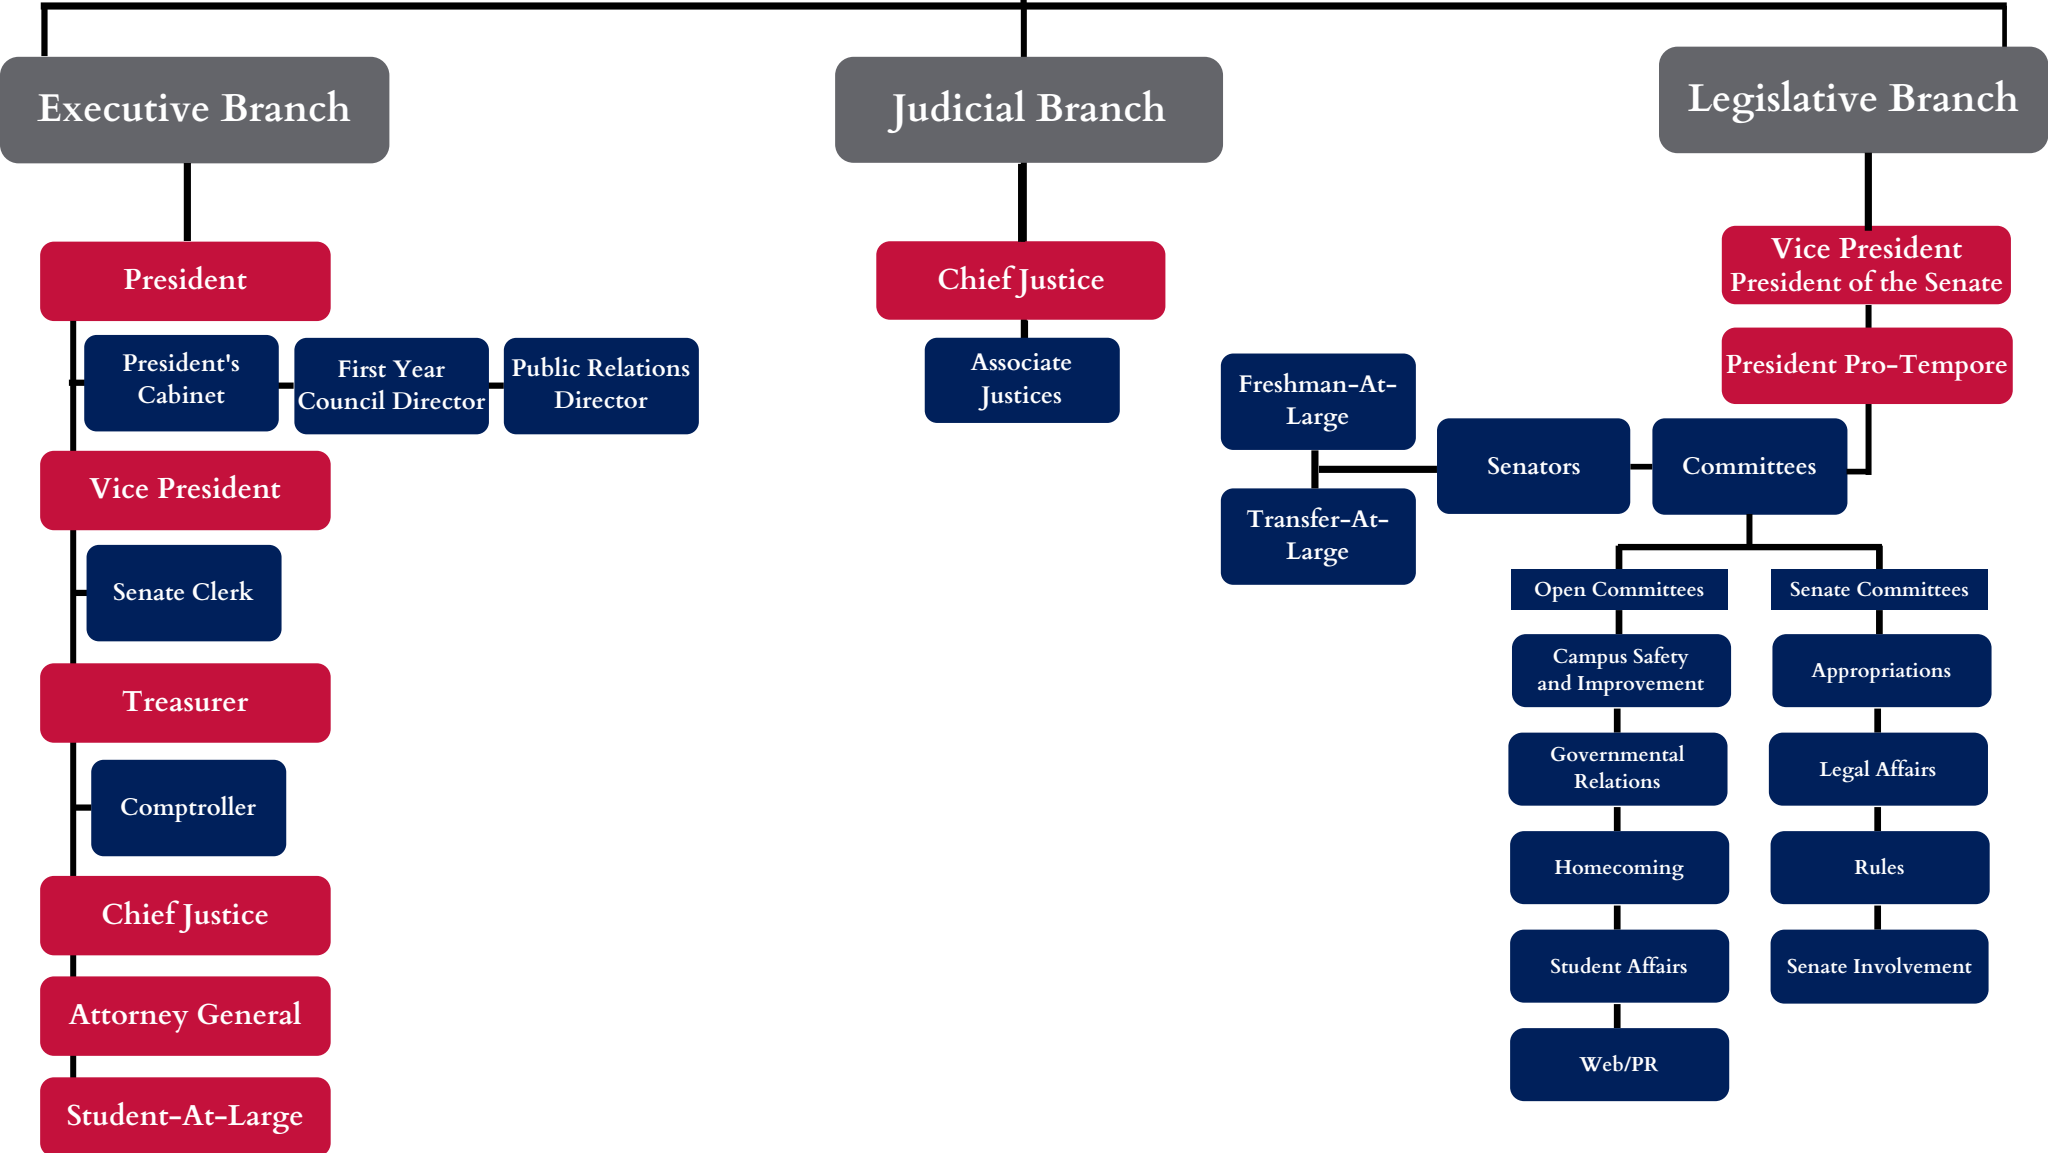 Executive Branch
Judicial Branch
Legislative Branch
President
President's
Cabinet
First Year
Council Director
Public Relations
Director
Vice President
Senate Clerk
Treasurer
Comptroller
Chief Justice
Attorney General
Student-At-Large
Chief Justice
Associate
Justices
Vice President
President of the Senate
President Pro-Tempore
Freshman-At-
Large
Transfer-At-
Large
Senators
Committees
Open Committees
Campus Safety
and Improvement
Governmental
Relations
Homecoming
Student Affairs
Web/PR
Senate Committees
Appropriations
Legal Affairs
Rules
Senate Involvement